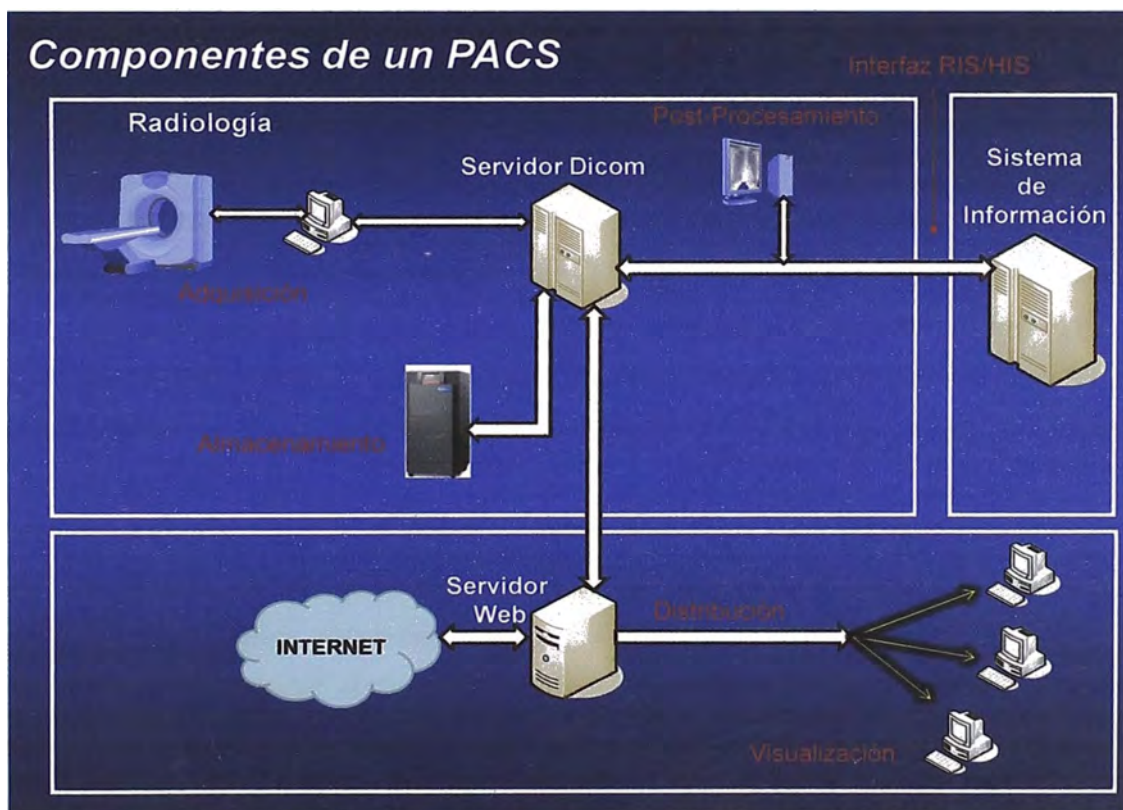 Componentes de un PACS
Interfaz RIS/HIS
Radiología
Post-Procesamiento
Servidor Dicom
Sistema
de
Información
Adquisición
Almacenamiento
Servidor
Web
Distribución
INTERNET
Visualización